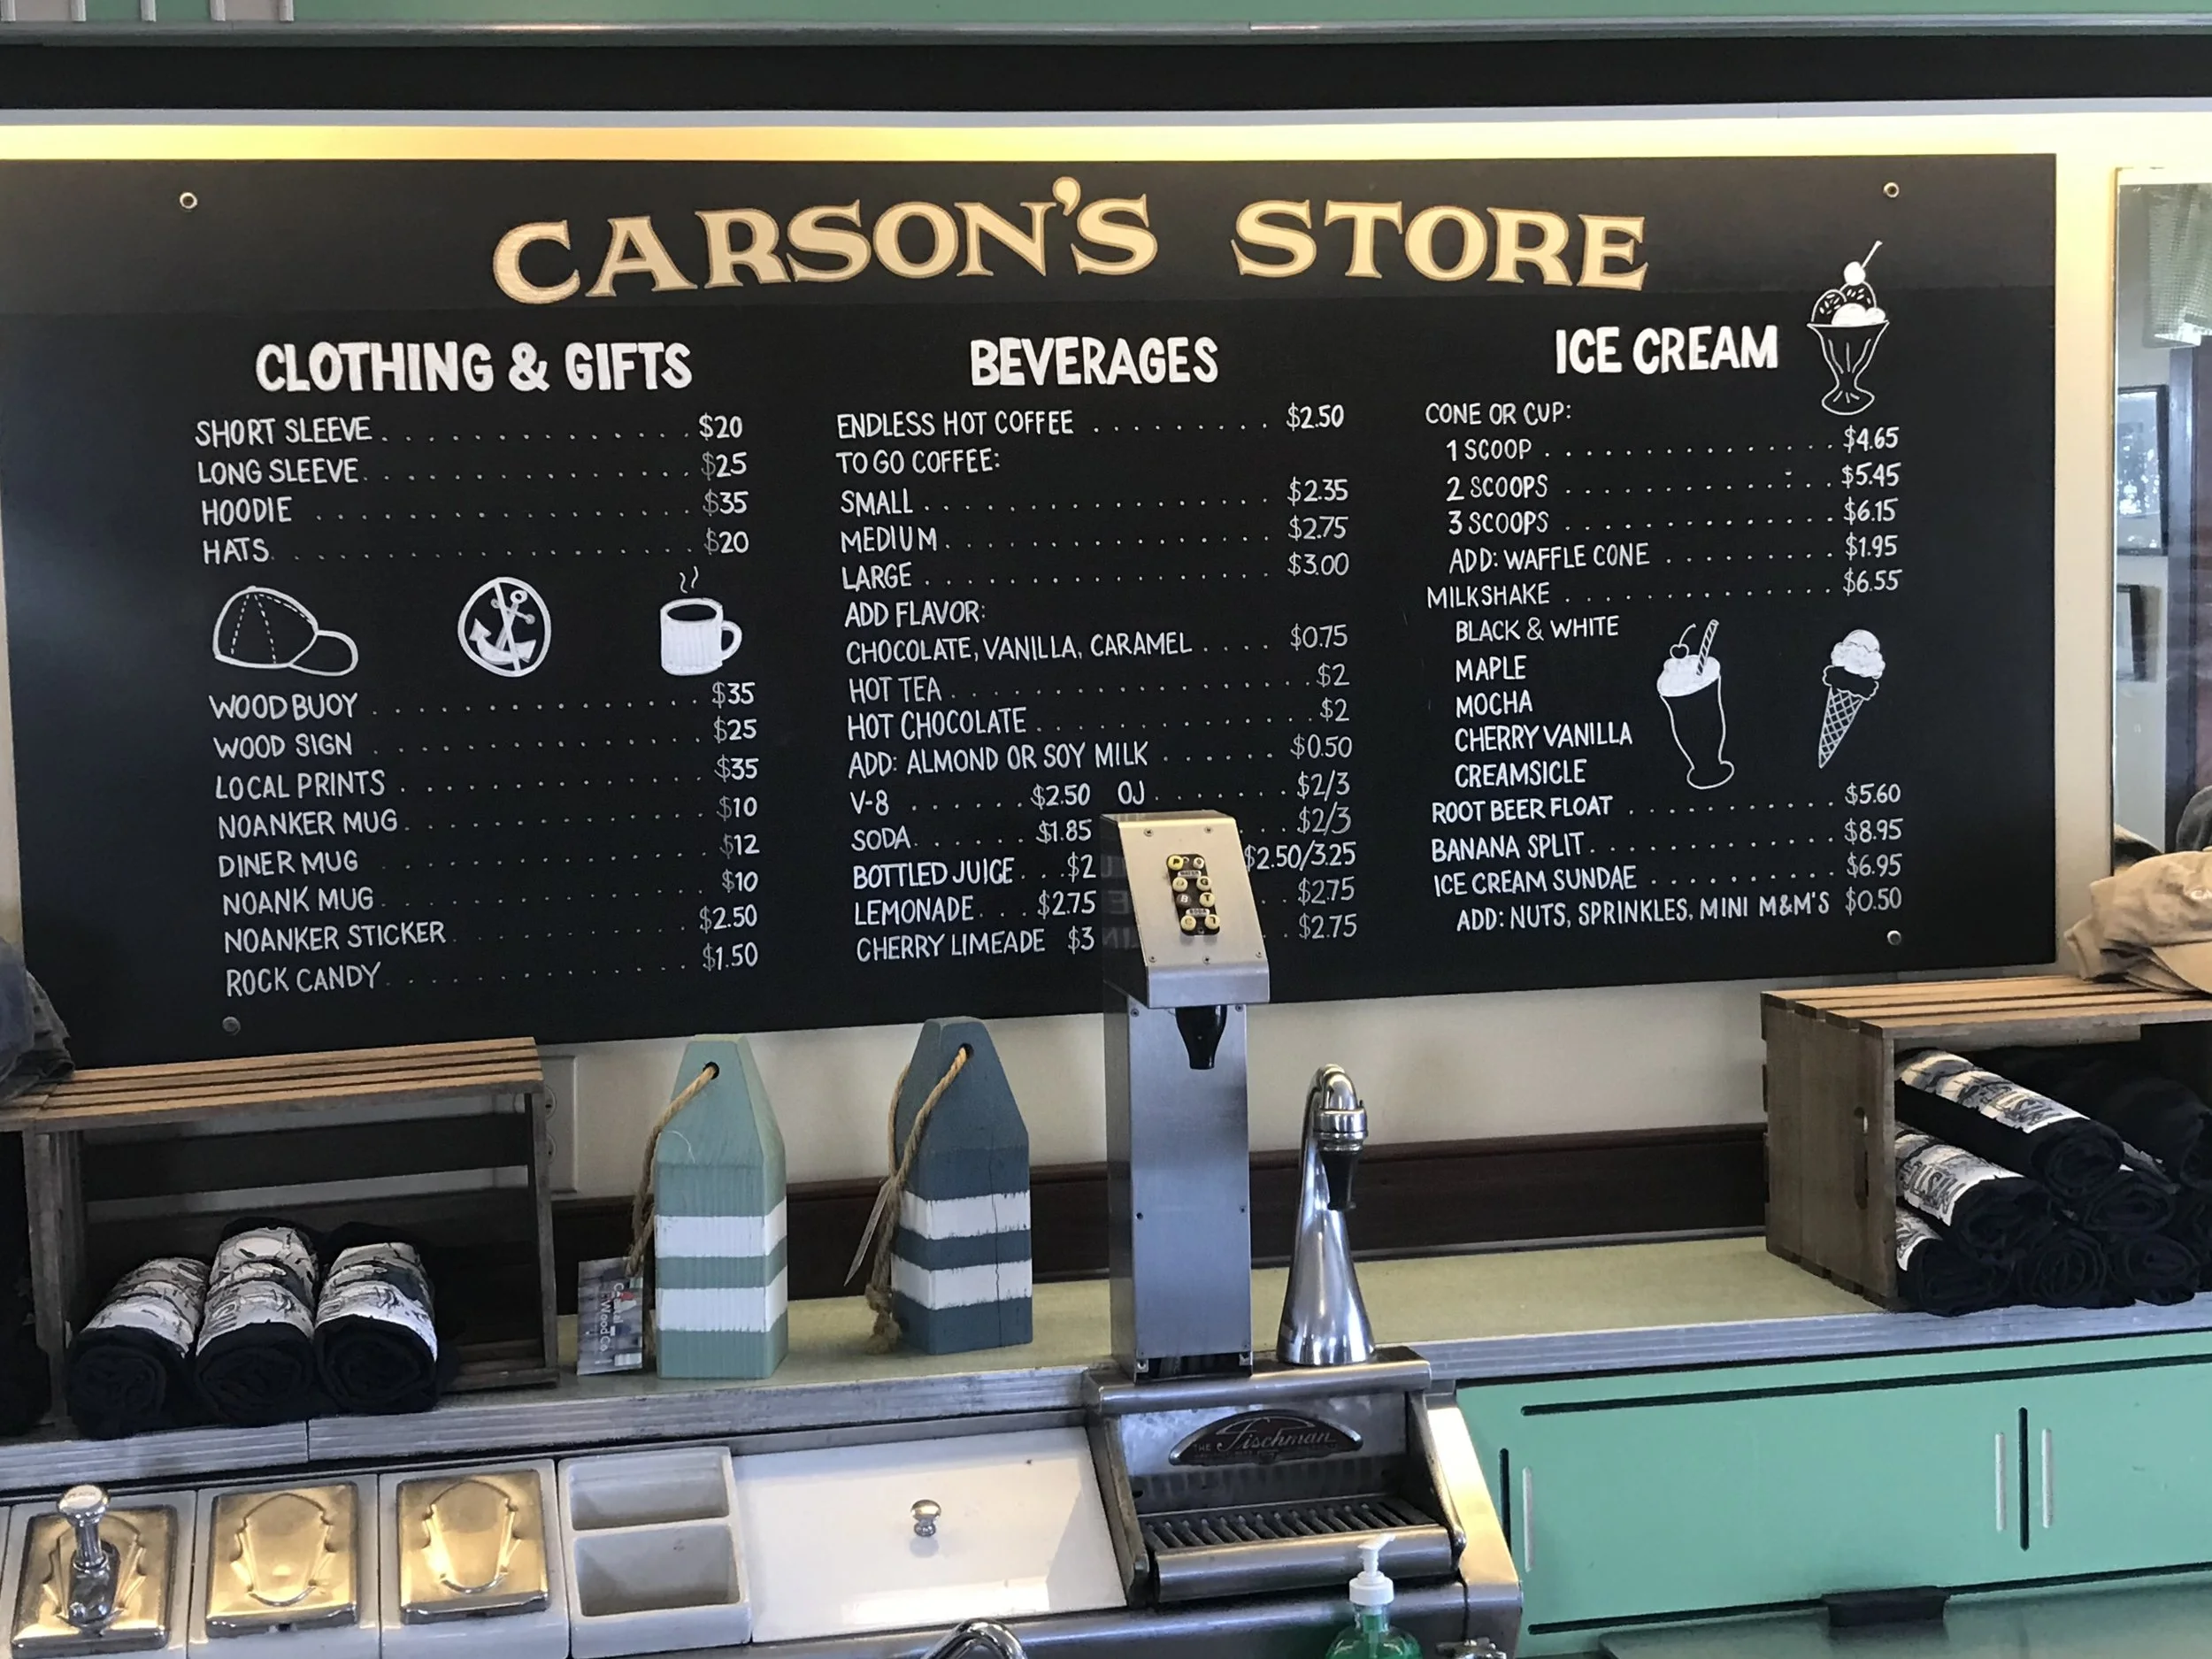 CARSON'S STORE
CLOTHING & GIFTS
SHORT SLEEVE . . . . . . . . . . . . . . $20
LONG SLEEVE . . . . . . . . . . . . . . $25
HOODIE . . . . . . . . . . . . . . . . $35
HATS . . . . . . . . . . . . . . . . . $20
WOOD BUOY . . . . . . . . . . . . . . $35
WOOD SIGN . . . . . . . . . . . . . . $25
LOCAL PRINTS . . . . . . . . . . . . . $35
NOANKER MUG . . . . . . . . . . . . . $10
DINER MUG . . . . . . . . . . . . . . $12
NOANK MUG . . . . . . . . . . . . . . $10
NOANKER STICKER . . . . . . . . . . . $2.50
ROCK CANDY . . . . . . . . . . . . . . $1.50
BEVERAGES
ENDLESS HOT COFFEE . . . . . . . . . $2.50
TO GO COFFEE:
SMALL . . . . . . . . . . . . . . . . $2.35
MEDIUM . . . . . . . . . . . . . . . $2.75
LARGE . . . . . . . . . . . . . . . . $3.00
ADD FLAVOR:
CHOCOLATE, VANILLA, CARAMEL . . . . $0.75
HOT TEA . . . . . . . . . . . . . . . $2
HOT CHOCOLATE . . . . . . . . . . . . $2
ADD: ALMOND OR SOY MILK . . . . . . $0.50
V-8 . . . . . . $2.50 OJ . . . . . . . $2/3
SODA . . . . . . $1.85 . . . $2/3
BOTTLED JUICE . . . $2 $2.50/3.25
LEMONADE . . . $2.75 . . $2.75
CHERRY LIMEADE $3 . . $2.75
ICE CREAM
CONE OR CUP:
1 SCOOP . . . . . . . . . . . . . . . $4.65
2 SCOOPS . . . . . . . . . . . . . . $5.45
3 SCOOPS . . . . . . . . . . . . . . $6.15
ADD: WAFFLE CONE . . . . . . . . . $1.95
MILKSHAKE . . . . . . . . . . . . . . $6.55
BLACK & WHITE
MAPLE
MOCHA
CHERRY VANILLA
CREAMSICLE
ROOT BEER FLOAT . . . . . . . . . . . $5.60
BANANA SPLIT . . . . . . . . . . . . . $8.95
ICE CREAM SUNDAE . . . . . . . . . . $6.95
ADD: NUTS, SPRINKLES, MINI M&M'S $0.50
THE Fischman